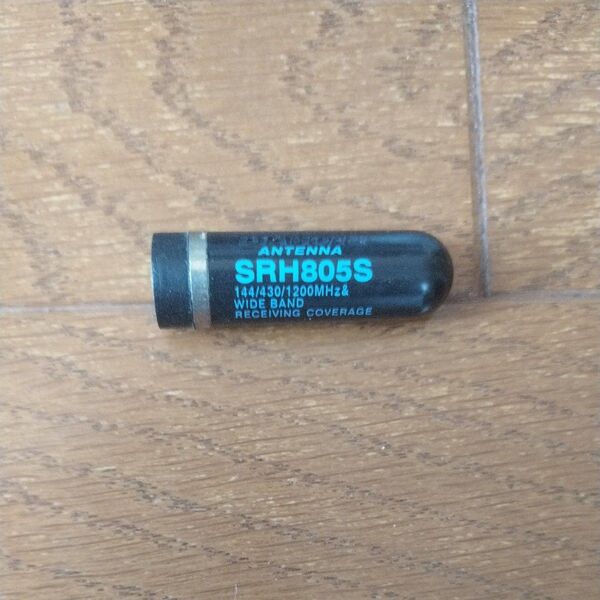 ANTENNA
SRH805S
144/430/1200MHz&
WIDE BAND
RECEIVING COVERAGE